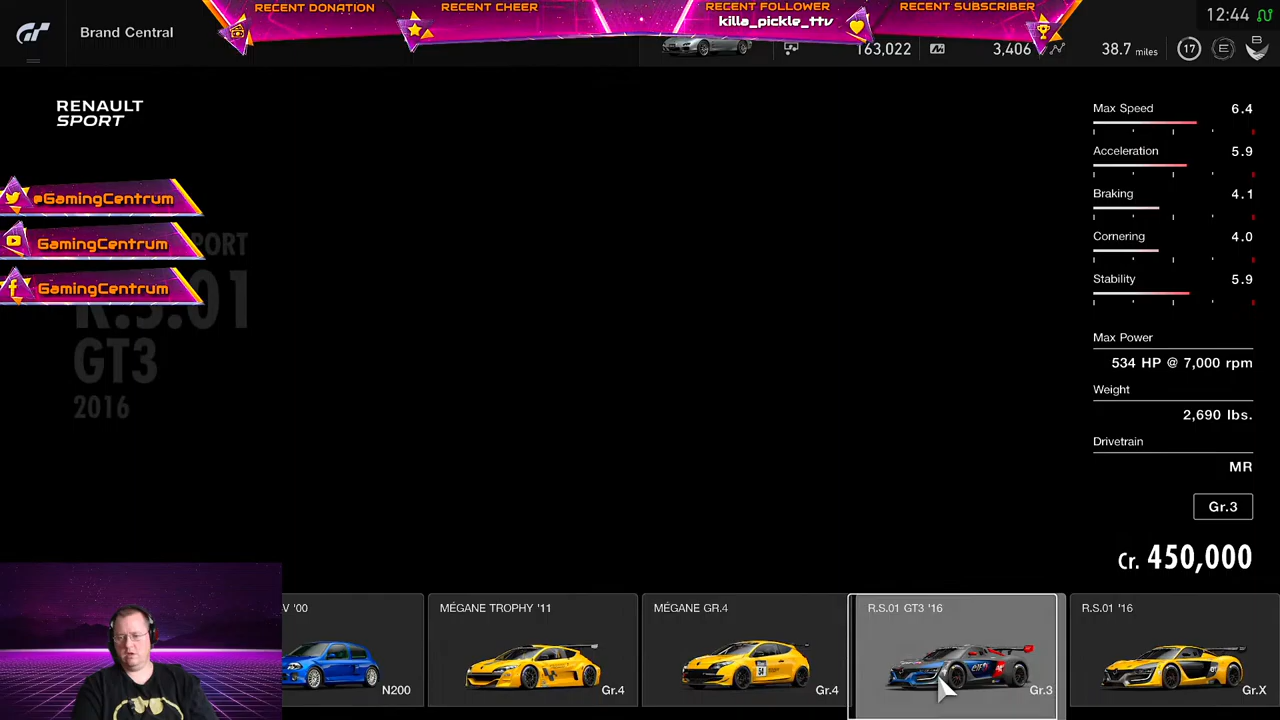 RECENT DONATION
RECENT CHEER
RECENT FOLLOWER
killa_pickle_ttv
RECENT SUBSCRIBER
12:44
Brand Central
163,022
3,406
38.7 miles
17
E
B
RENAULT
SPORT
@GamingCentrum
GamingCentrum
GamingCentrum
PORT
R.S.01
GT3
2016
Max Speed 6.4
Acceleration 5.9
Braking 4.1
Cornering 4.0
Stability 5.9
Max Power
534 HP @ 7,000 rpm
Weight
2,690 lbs.
Drivetrain
MR
Gr.3
Cr. 450,000
V '00
N200
MÉGANE TROPHY '11
Gr.4
MÉGANE GR.4
54
Gr.4
R.S.01 GT3 '16
Gr.3
R.S.01 '16
Gr.X